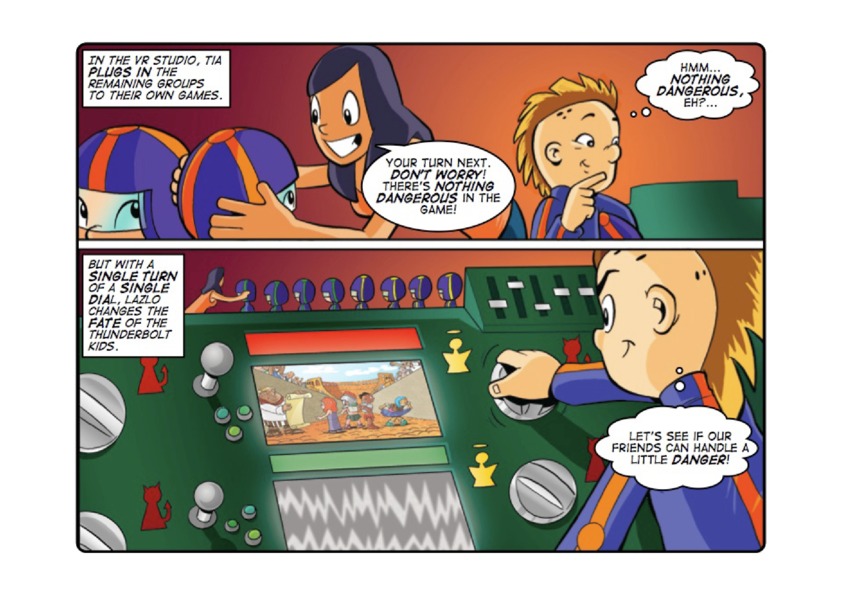 IN THE VR STUDIO, TIA
PLUGS IN THE
REMAINING GROUPS
TO THEIR OWN GAMES.
HMM...
NOTHING
DANGEROUS,
EH?...
YOUR TURN NEXT.
DON'T WORRY!
THERE'S NOTHING
DANGEROUS IN THE
GAME!
BUT WITH A
SINGLE TURN
OF A SINGLE
DIAL, LAZLO
CHANGES THE
FATE OF THE
THUNDERBOLT
KIDS.
LET'S SEE IF OUR
FRIENDS CAN HANDLE A
LITTLE DANGER!